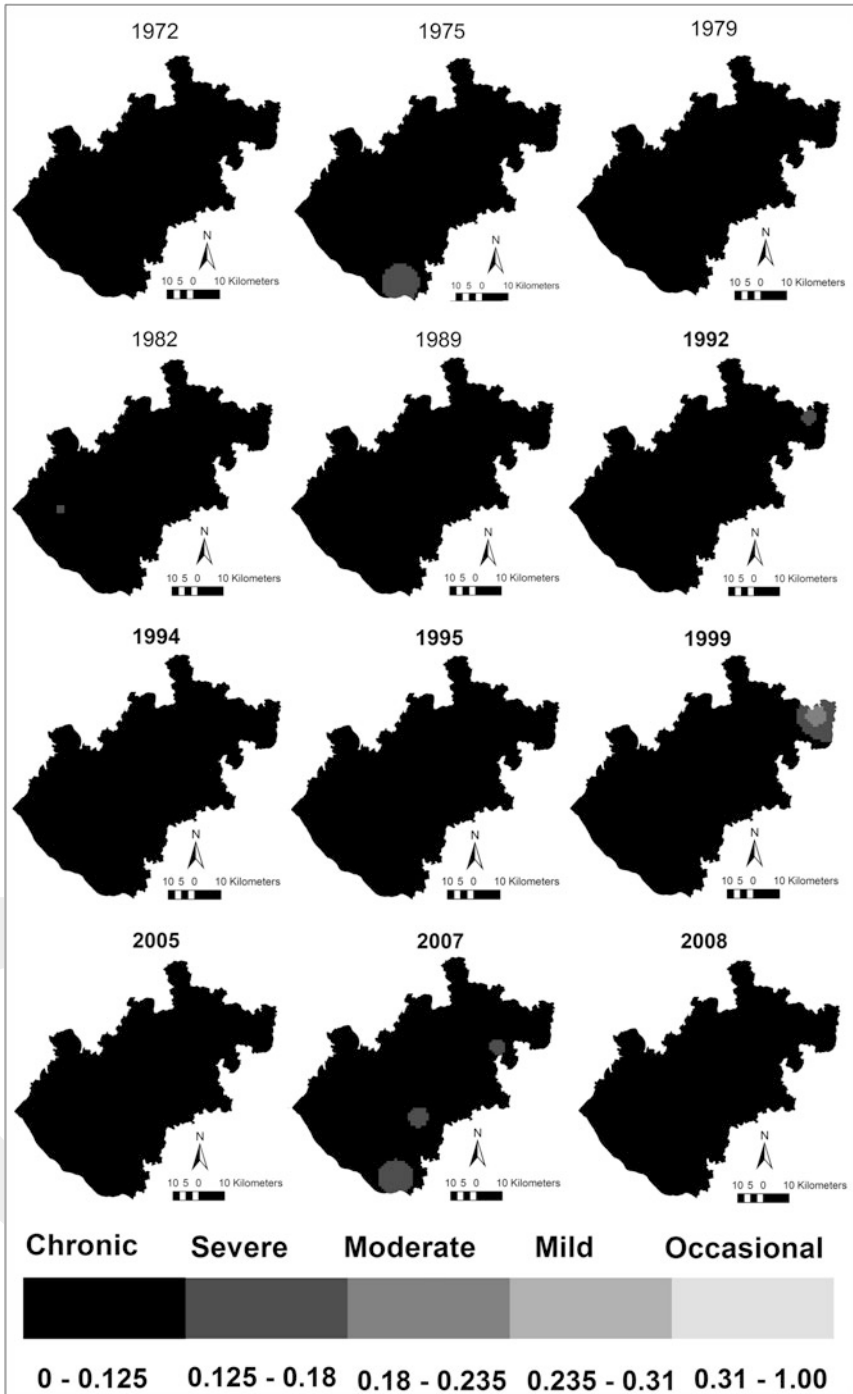 1972 1975 1979
N N N
10 5 0 10 Kilometers 10 5 0 10 Kilometers 10 5 0 10 Kilometers
1982 1989 1992
N N N
10 5 0 10 Kilometers 10 5 0 10 Kilometers 10 5 0 10 Kilometers
1994 1995 1999
N N N
10 5 0 10 Kilometers 10 5 0 10 Kilometers 10 5 0 10 Kilometers
2005 2007 2008
N N N
10 5 0 10 Kilometers 10 5 0 10 Kilometers 10 5 0 10 Kilometers
Chronic Severe Moderate Mild Occasional
0 - 0.125 0.125 - 0.18 0.18 - 0.235 0.235 - 0.31 0.31 - 1.00